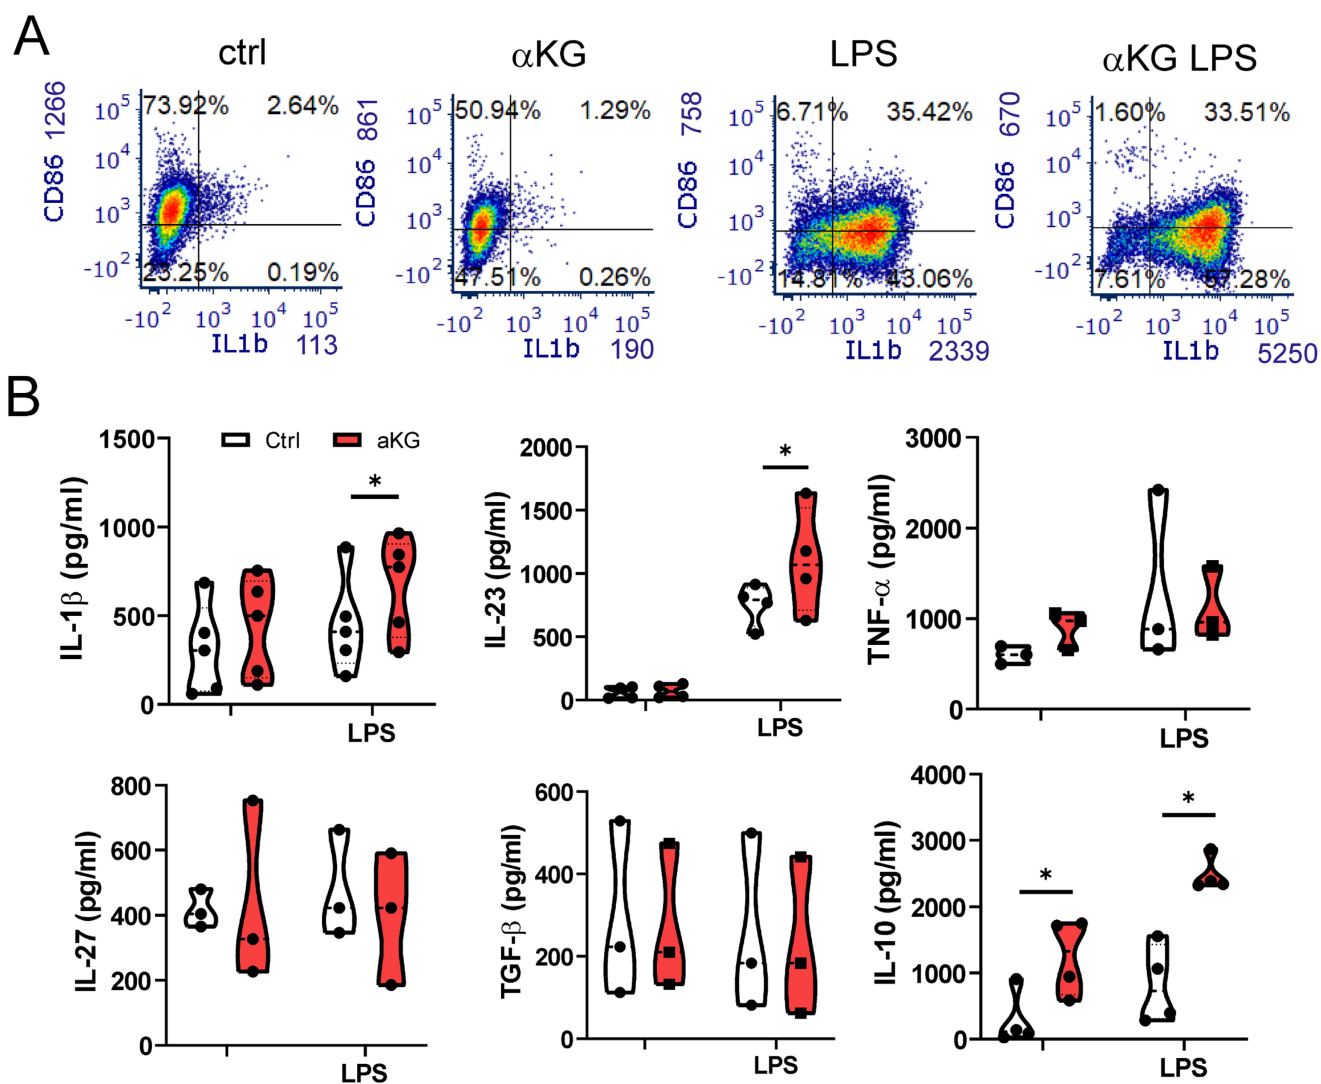 A
ctrl
αKG
LPS
αKG LPS
CD86 1266
10^5
10^4
10^3
-10^2
73.92% 2.64%
23.25% 0.19%
-10^2 10^3 10^4 10^5
IL1b 113
CD86 861
10^5
10^4
10^3
-10^2
50.94% 1.29%
47.51% 0.26%
-10^2 10^3 10^4 10^5
IL1b 190
CD86 758
10^5
10^4
10^3
-10^2
6.71% 35.42%
14.81% 43.06%
-10^2 10^3 10^4 10^5
IL1b 2339
CD86 670
10^5
10^4
10^3
-10^2
1.60% 33.51%
7.61% 57.28%
-10^2 10^3 10^4 10^5
IL1b 5250
B
Ctrl aKG
IL-1β (pg/ml)
1500
1000
500
0
*
LPS
IL-23 (pg/ml)
2000
1500
1000
500
0
*
LPS
TNF-α (pg/ml)
3000
2000
1000
0
LPS
IL-27 (pg/ml)
800
600
400
200
0
LPS
TGF-β (pg/ml)
600
400
200
0
LPS
IL-10 (pg/ml)
4000
3000
2000
1000
0
*
*
LPS